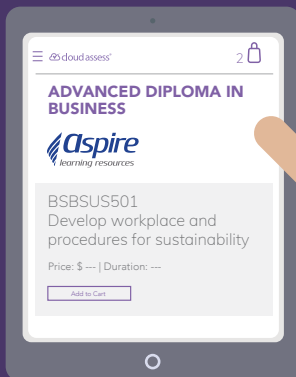 cloud assess
2
ADVANCED DIPLOMA IN
BUSINESS
aspire
learning resources
BSBSUS501
Develop workplace and
procedures for sustainability
Price: $ --- | Duration: ---
Add to Cart